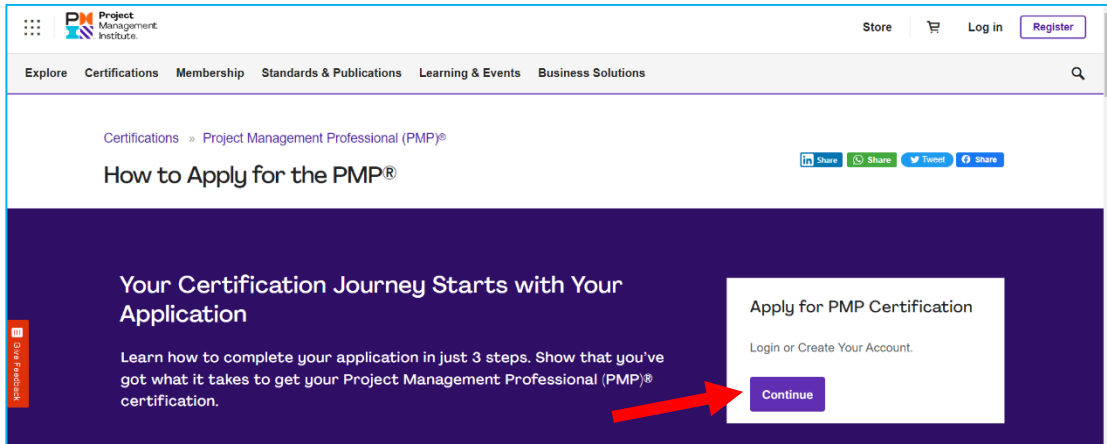 Project
Management
Institute.
Store
Log in
Register
Explore
Certifications
Membership
Standards & Publications
Learning & Events
Business Solutions
Certifications » Project Management Professional (PMP)®
How to Apply for the PMP®
in Share
Share
Tweet
Share
Your Certification Journey Starts with Your
Application
Learn how to complete your application in just 3 steps. Show that you've
got what it takes to get your Project Management Professional (PMP)®
certification.
Apply for PMP Certification
Login or Create Your Account.
Continue
Give Feedback